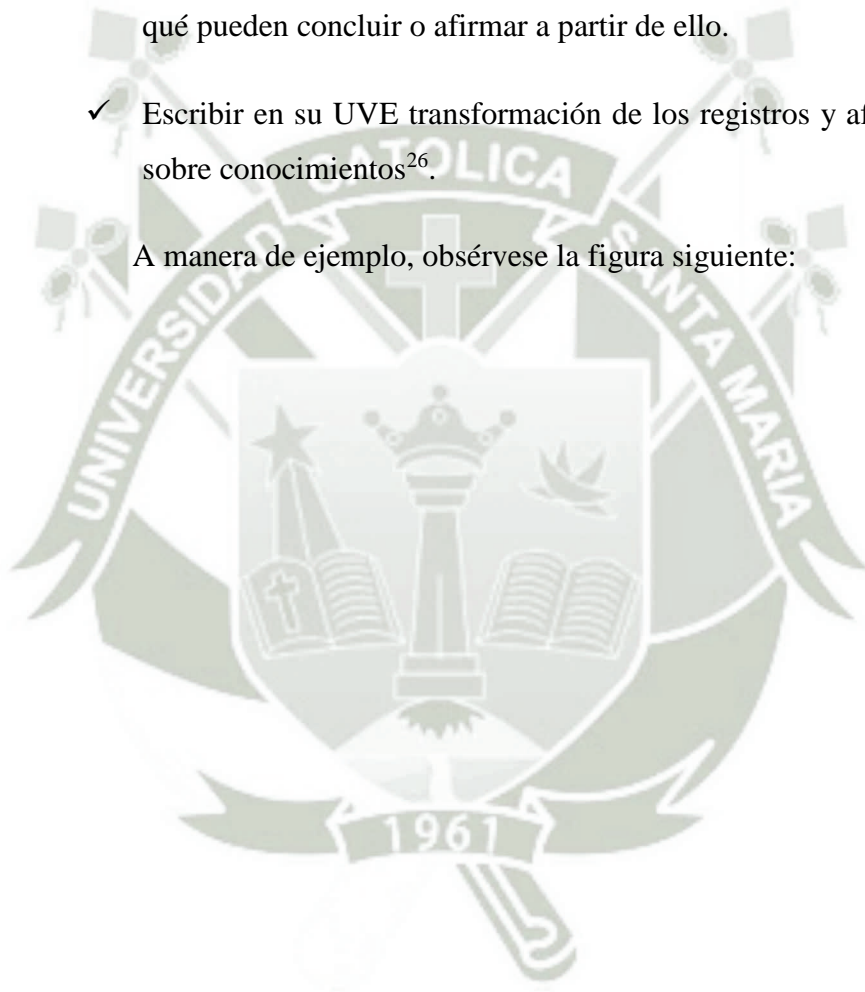 qué pueden concluir o afirmar a partir de ello.
✓ Escribir en su UVE transformación de los registros y
sobre conocimientos²⁶.
A manera de ejemplo, obsérvese la figura siguiente:
UNIVERSIDAD CATOLICA SANTA MARIA
1961